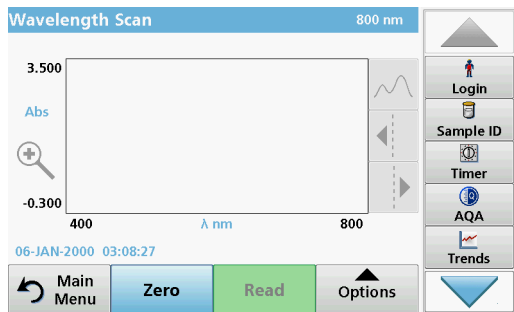 Wavelength Scan 800 nm
3.500
Abs
-0.300
400 λ nm 800
06-JAN-2000 03:08:27
Main Menu
Zero
Read
Options
Login
Sample ID
Timer
AQA
Trends